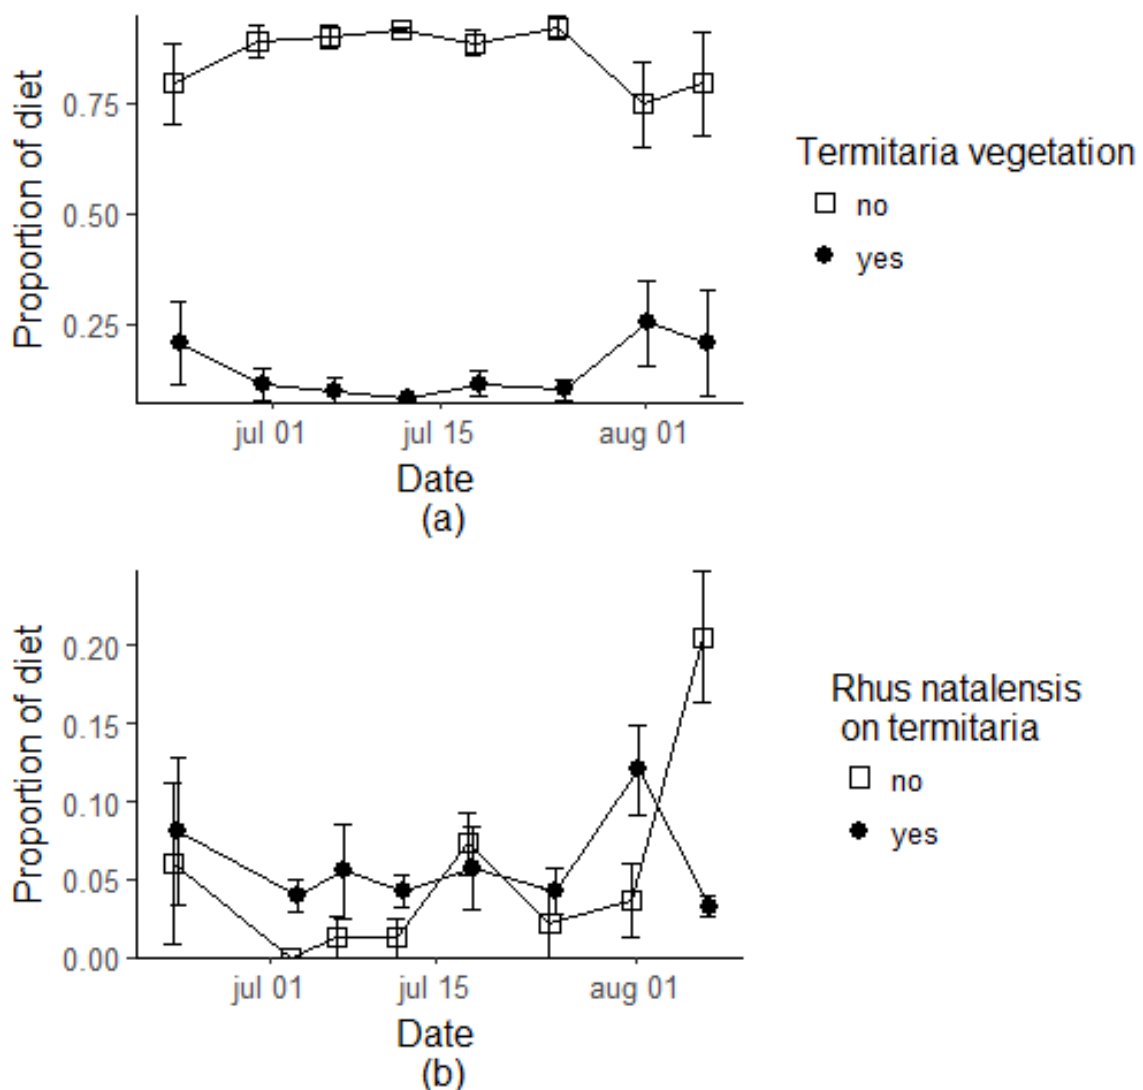 Proportion of diet
0.75
0.50
0.25
jul 01
jul 15
aug 01
Date
(a)
Termitaria vegetation
no
yes
Proportion of diet
0.20
0.15
0.10
0.05
0.00
jul 01
jul 15
aug 01
Date
(b)
Rhus natalensis
on termitaria
no
yes